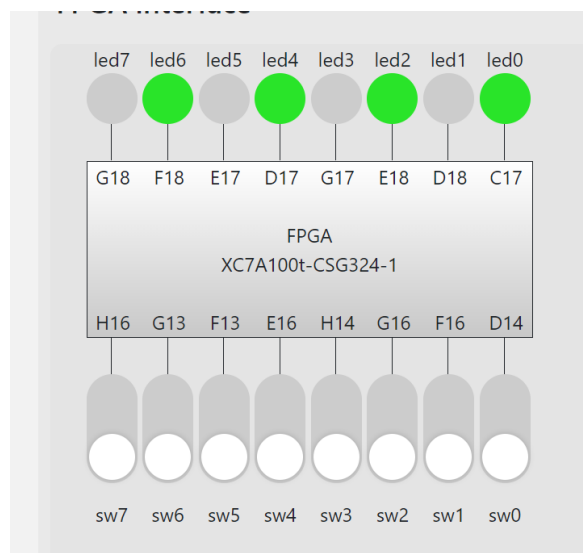 led7 led6 led5 led4 led3 led2 led1 led0
G18 F18 E17 D17 G17 E18 D18 C17
FPGA
XC7A100t-CSG324-1
H16 G13 F13 E16 H14 G16 F16 D14
sw7 sw6 sw5 sw4 sw3 sw2 sw1 sw0